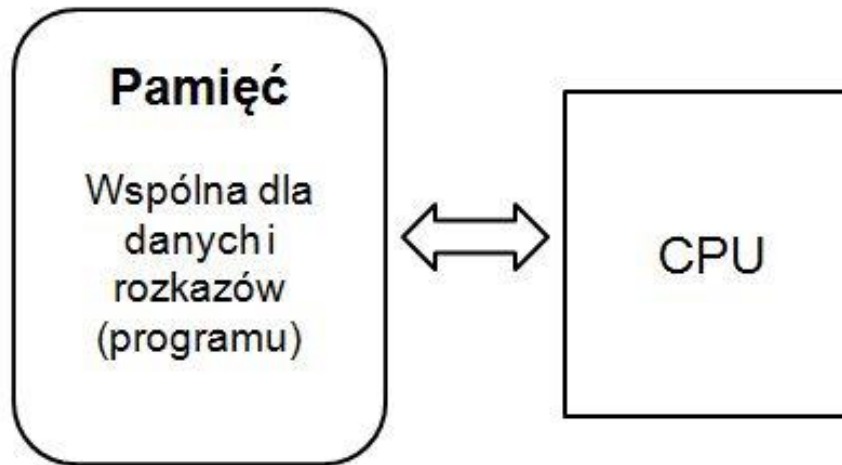 Pamięć
Wspólna dla
danych i
rozkazów
(programu)
CPU